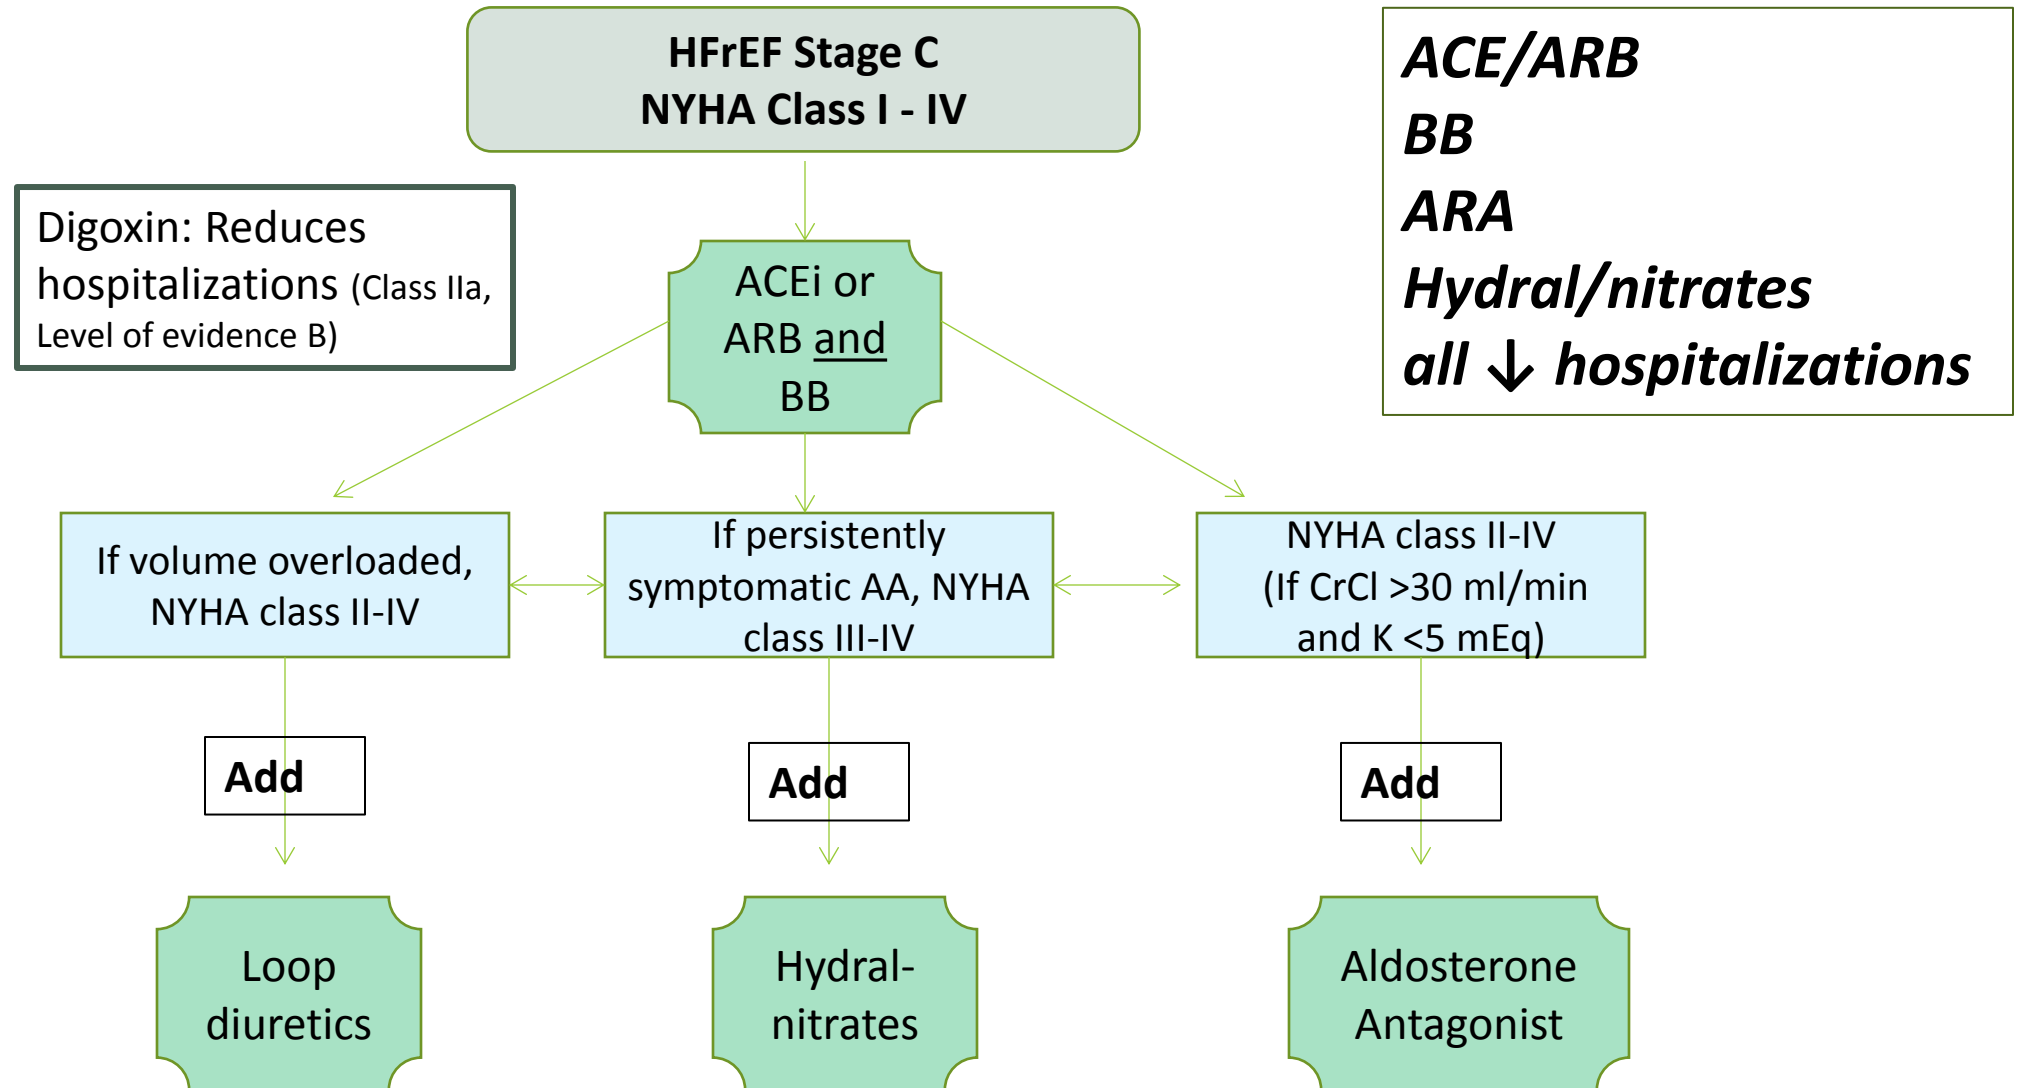 HFrEF Stage C
NYHA Class I - IV
ACE/ARB
BB
ARA
Hydral/nitrates
all ↓ hospitalizations
Digoxin: Reduces
hospitalizations (Class IIa,
Level of evidence B)
ACEi or
ARB and
BB
If volume overloaded,
NYHA class II-IV
If persistently
symptomatic AA, NYHA
class III-IV
NYHA class II-IV
(If CrCl >30 ml/min
and K <5 mEq)
Add
Add
Add
Loop
diuretics
Hydral-
nitrates
Aldosterone
Antagonist